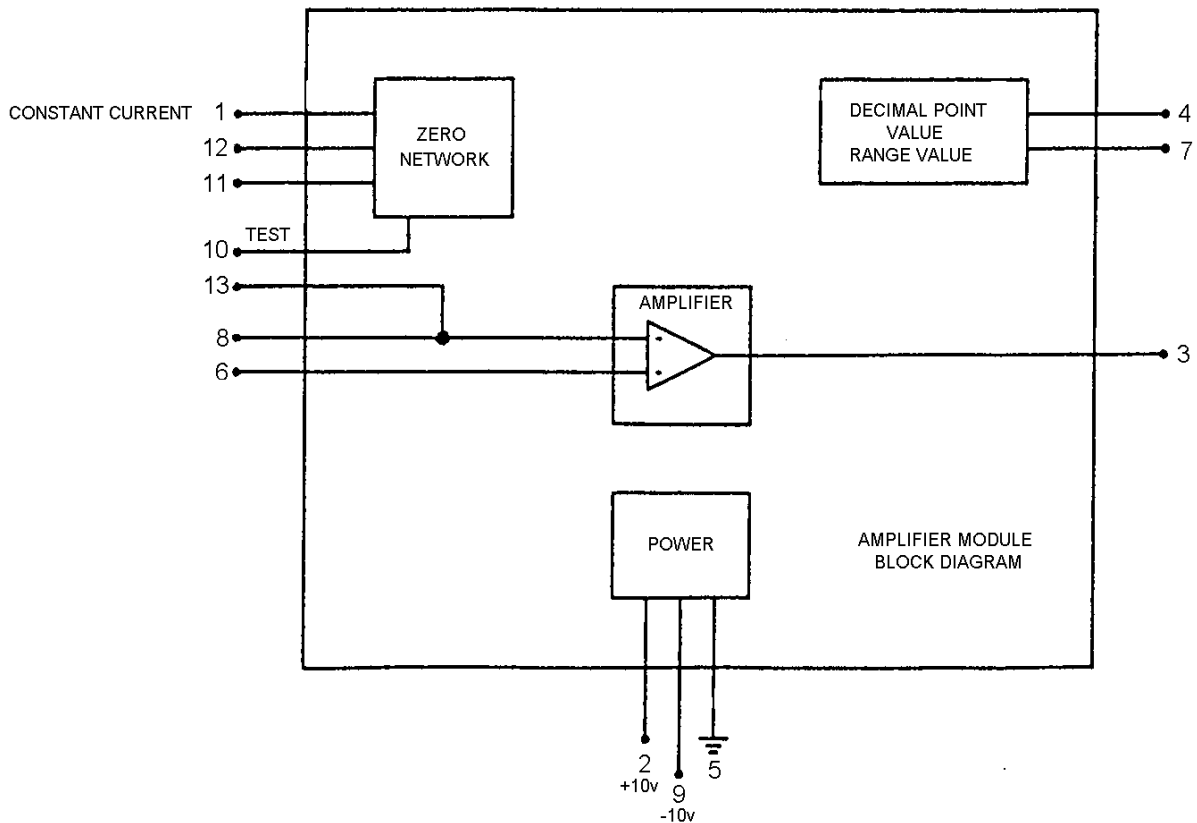 CONSTANT CURRENT 1
12
11
ZERO
NETWORK
10 TEST
13
8
6
DECIMAL POINT
VALUE
RANGE VALUE
4
7
AMPLIFIER
3
POWER
AMPLIFIER MODULE
BLOCK DIAGRAM
2
+10v
9
-10v
5